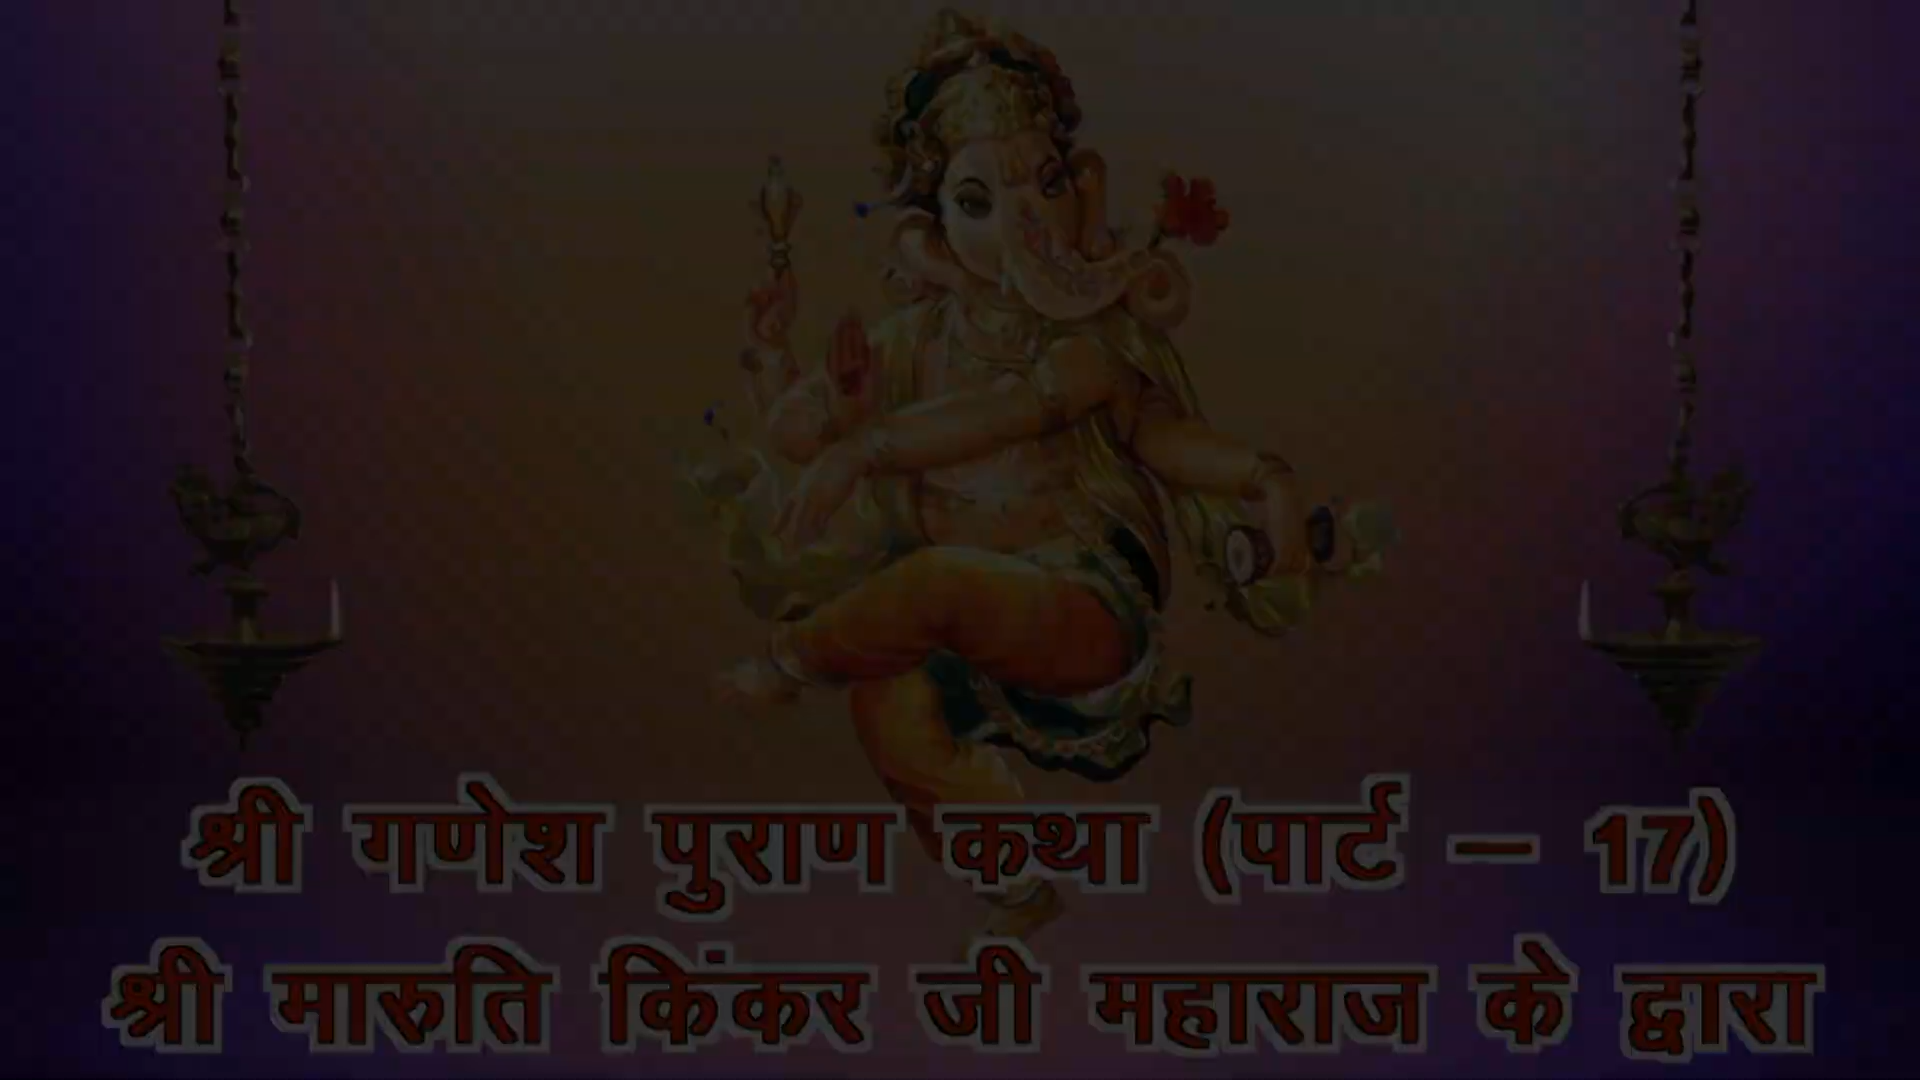 श्री गणेश पुराण कथा (पार्ट – 17)
श्री मारुति किंकर जी महाराज के द्वारा